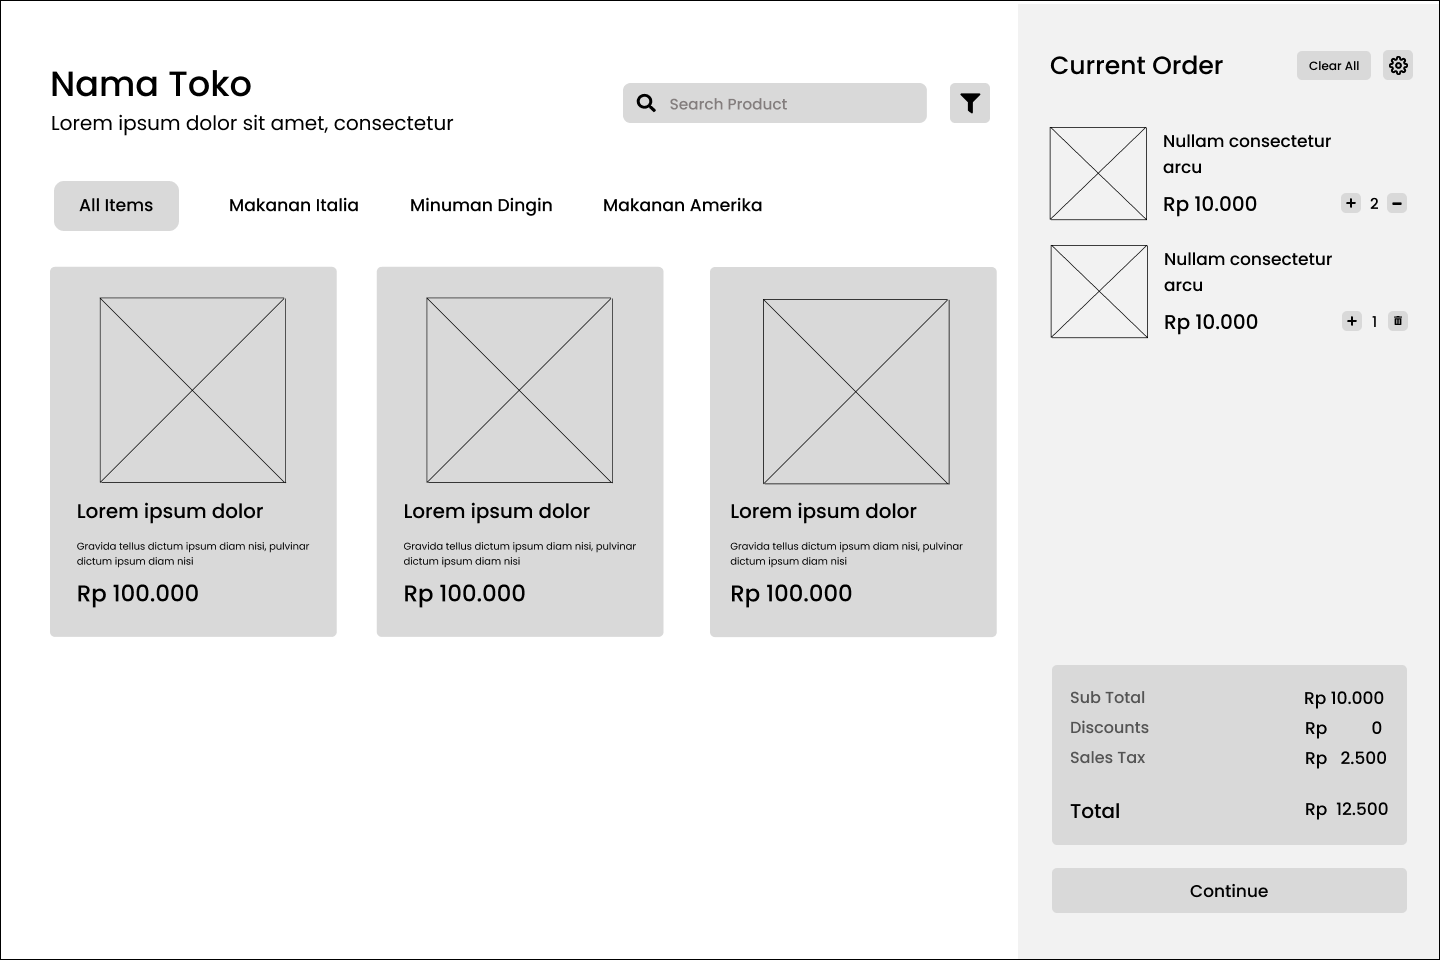 Nama Toko
Lorem ipsum dolor sit amet, consectetur
Search Product
All Items
Makanan Italia
Minuman Dingin
Makanan Amerika
Lorem ipsum dolor
Gravida tellus dictum ipsum diam nisi, pulvinar
dictum ipsum diam nisi
Rp 100.000
Lorem ipsum dolor
Gravida tellus dictum ipsum diam nisi, pulvinar
dictum ipsum diam nisi
Rp 100.000
Lorem ipsum dolor
Gravida tellus dictum ipsum diam nisi, pulvinar
dictum ipsum diam nisi
Rp 100.000
Current Order
Clear All
Nullam consectetur
arcu
Rp 10.000
2
Nullam consectetur
arcu
Rp 10.000
1
Sub Total Rp 10.000
Discounts Rp 0
Sales Tax Rp 2.500
Total Rp 12.500
Continue